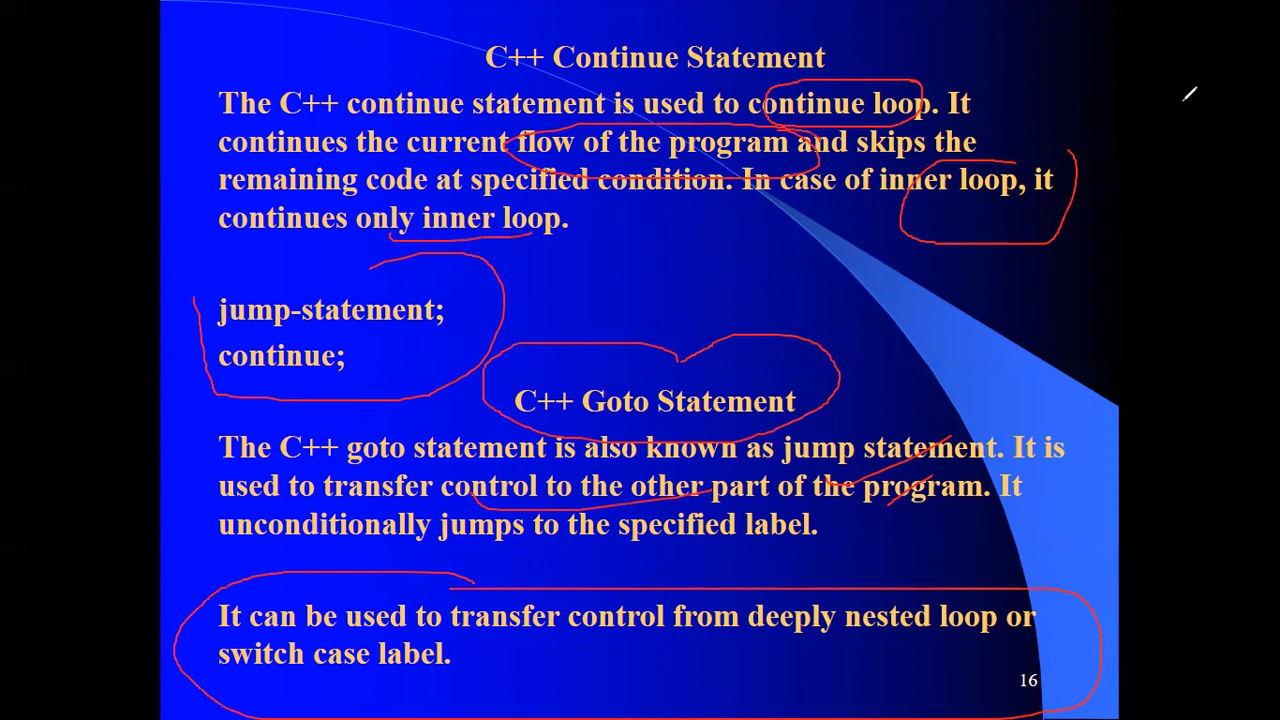 C++ Continue Statement
The C++ continue statement is used to continue loop. It
continues the current flow of the program and skips the
remaining code at specified condition. In case of inner loop, it
continues only inner loop.
jump-statement;
continue;
C++ Goto Statement
The C++ goto statement is also known as jump statement. It is
used to transfer control to the other part of the program. It
unconditionally jumps to the specified label.
It can be used to transfer control from deeply nested loop or
switch case label.
16